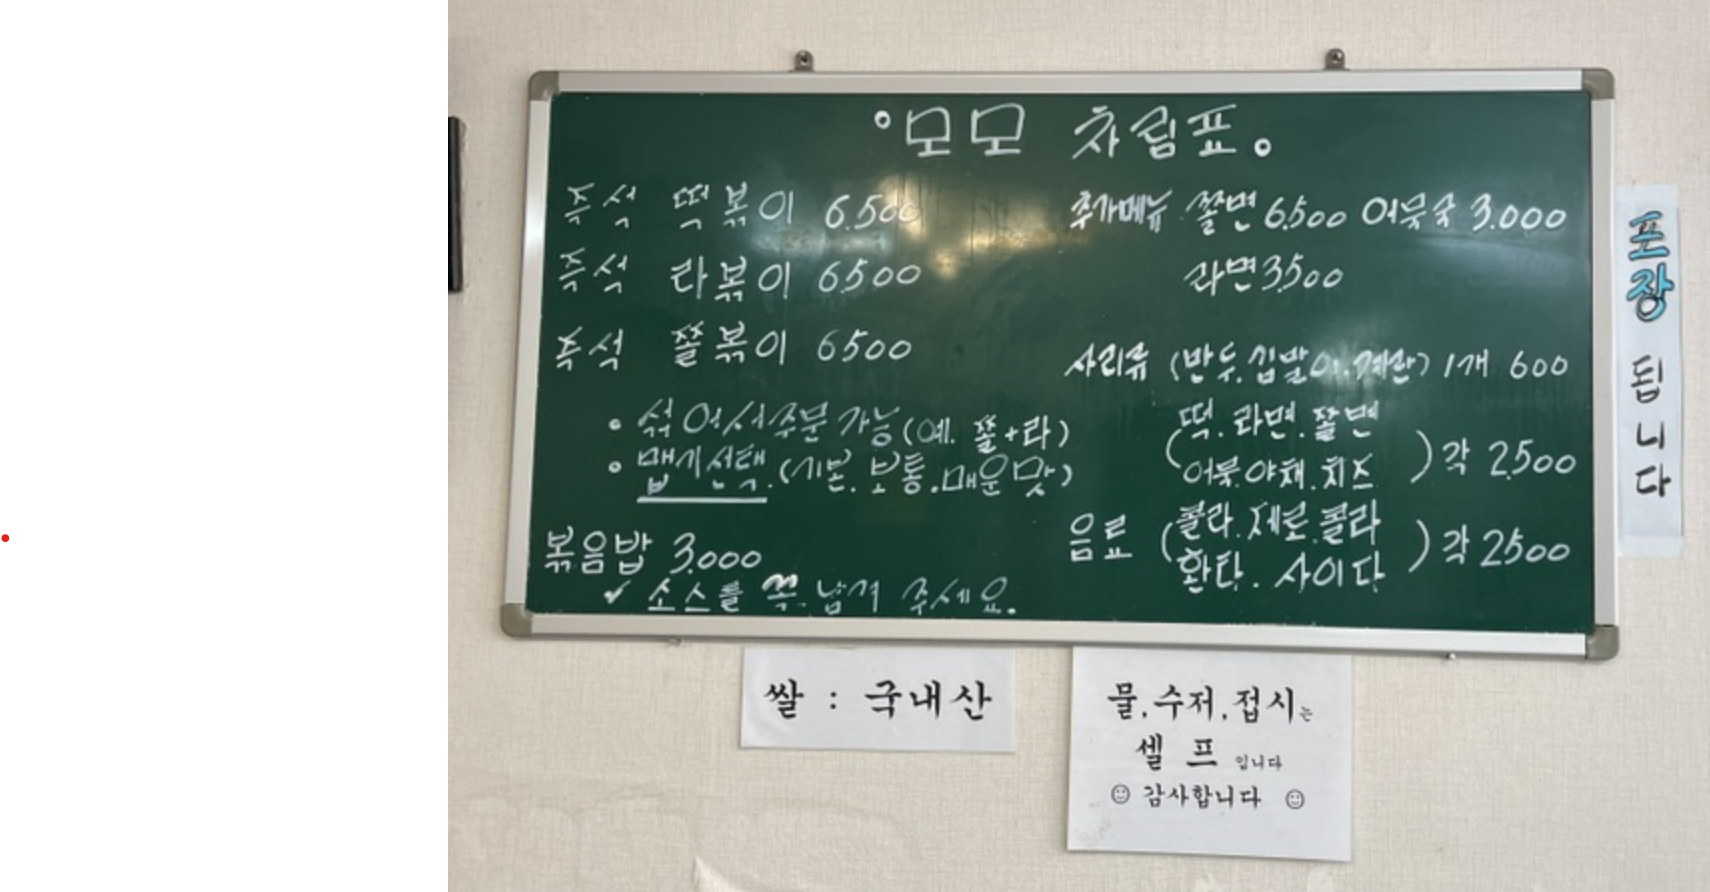 모모 차림표
즉석 떡볶이 6.500
즉석 라볶이 6500
즉석 쫄볶이 6500
• 섞어서 주문 가능 (예. 쫄+라)
• 맵기선택. (기본. 보통. 매운맛)
볶음밥 3.000
✓ 소스를 꼭 남겨 주세요.
추가메뉴 쫄면 6.500 어묵국 3.000
라면 3.500
사리류 (만두. 김말이. 계란) 1개 600
(떡. 라면. 쫄면
어묵. 야채. 치즈) 각 2.500
음료 (콜라. 제로. 콜라
환타. 사이다) 각 2500
포장 됩니다
쌀 : 국내산
물.수저.접시는
셀 프 입니다
☺ 감사합니다 ☺